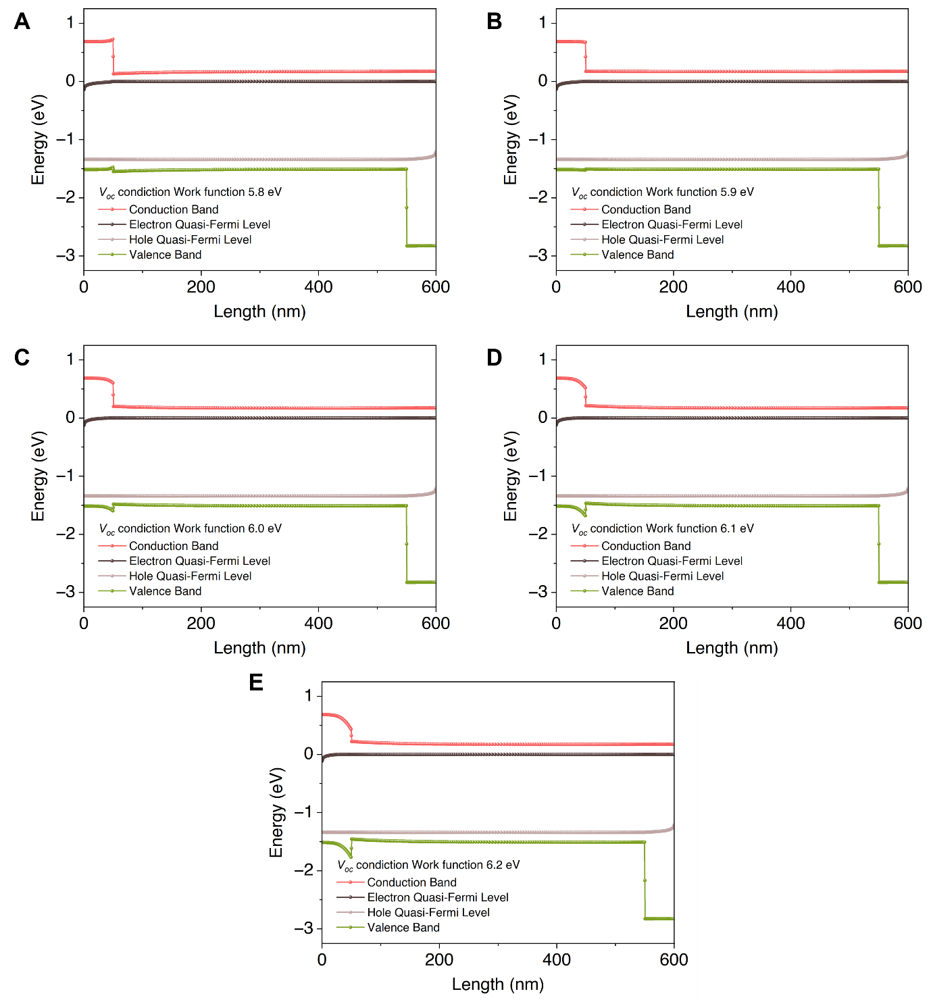 A
1
0
−1
−2
−3
Energy (eV)
Voc condiction Work function 5.8 eV
Conduction Band
Electron Quasi-Fermi Level
Hole Quasi-Fermi Level
Valence Band
0
200
400
600
Length (nm)
B
1
0
−1
−2
−3
Energy (eV)
Voc condiction Work function 5.9 eV
Conduction Band
Electron Quasi-Fermi Level
Hole Quasi-Fermi Level
Valence Band
0
200
400
600
Length (nm)
C
1
0
−1
−2
−3
Energy (eV)
Voc condiction Work function 6.0 eV
Conduction Band
Electron Quasi-Fermi Level
Hole Quasi-Fermi Level
Valence Band
0
200
400
600
Length (nm)
D
1
0
−1
−2
−3
Energy (eV)
Voc condiction Work function 6.1 eV
Conduction Band
Electron Quasi-Fermi Level
Hole Quasi-Fermi Level
Valence Band
0
200
400
600
Length (nm)
E
1
0
−1
−2
−3
Energy (eV)
Voc condiction Work function 6.2 eV
Conduction Band
Electron Quasi-Fermi Level
Hole Quasi-Fermi Level
Valence Band
0
200
400
600
Length (nm)